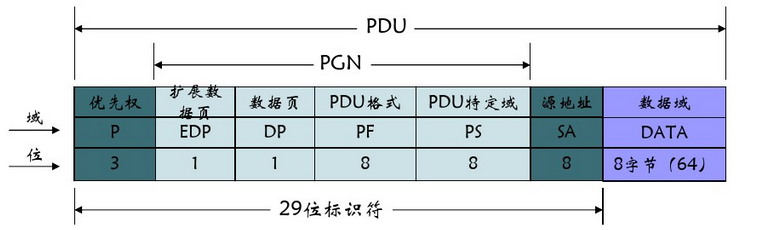 PDU
PGN
优先权 扩展数据页 数据页 PDU格式 PDU特定域 源地址 数据域
域 P EDP DP PF PS SA DATA
位 3 1 1 8 8 8 8字节（64）
29位标识符